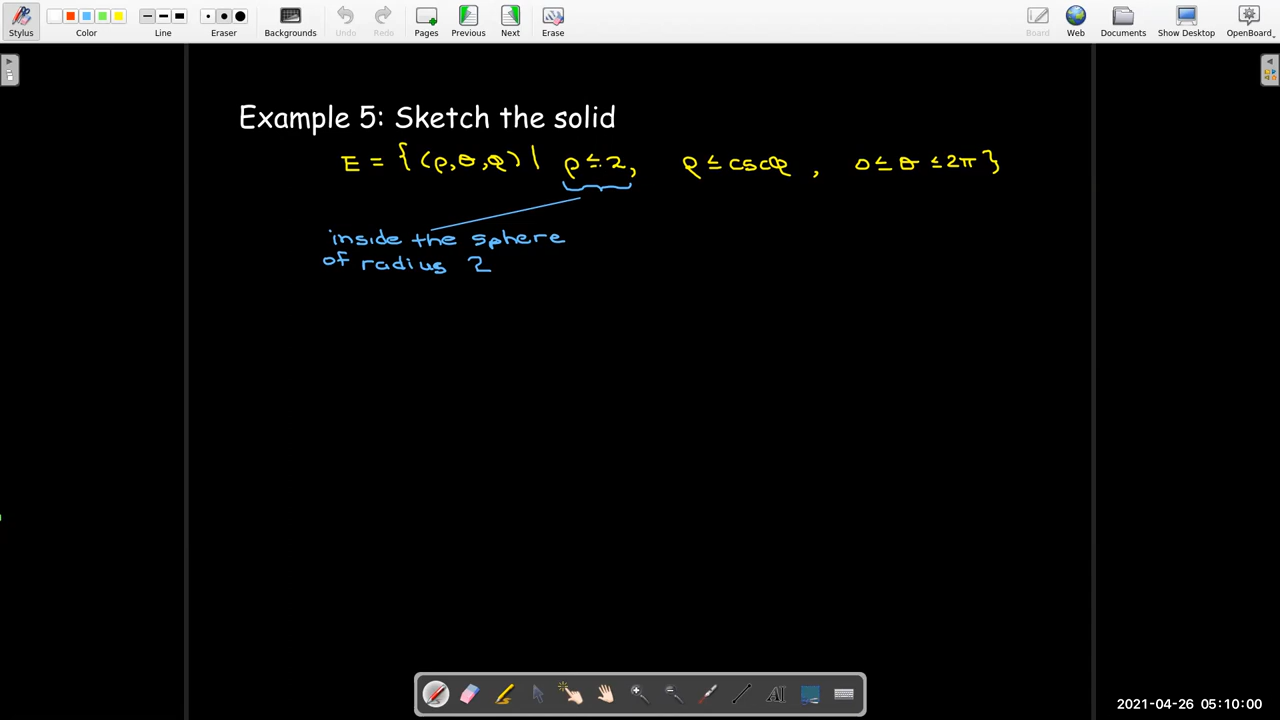 Stylus
Color
Line
Eraser
Backgrounds
Undo
Redo
Pages
Previous
Next
Erase
Board
Web
Documents
Show Desktop
OpenBoard
Example 5: Sketch the solid
E = {(ρ,θ,φ) | ρ ≤ 2, ρ ≤ cscφ , 0 ≤ θ ≤ 2π}
inside the sphere
of radius 2
AI
2021-04-26 05:10:00